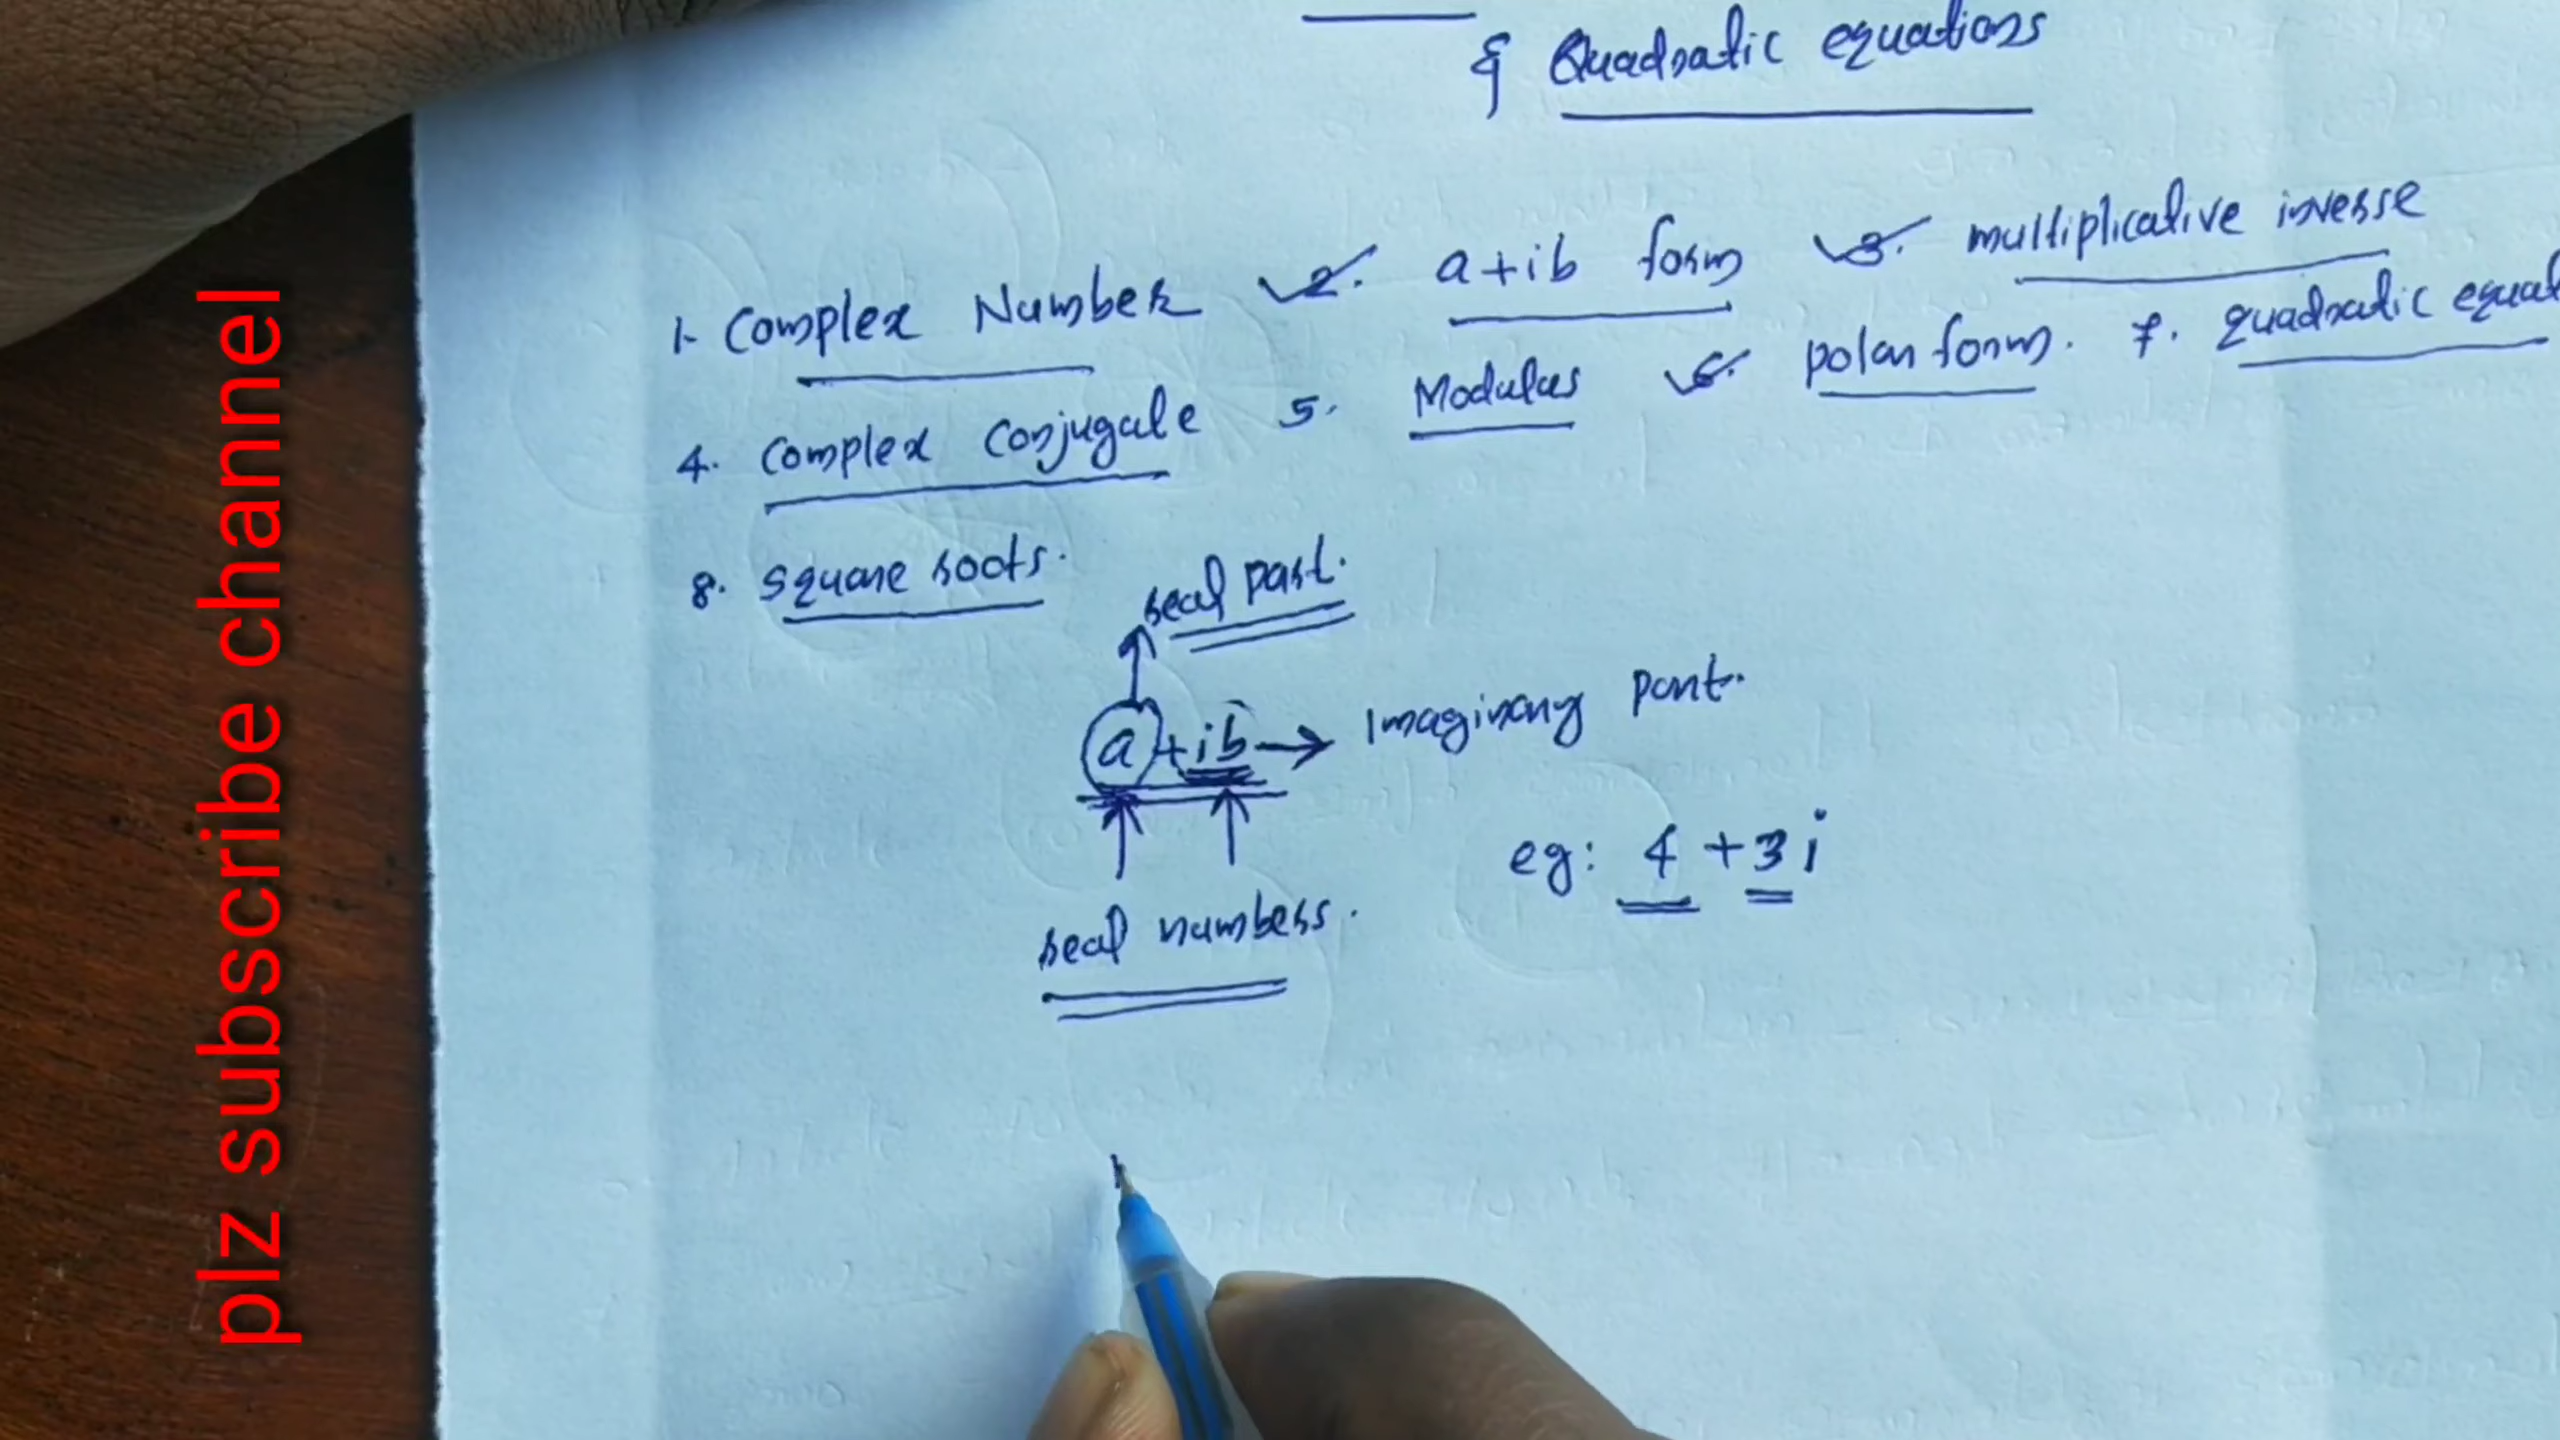 & Quadratic equations
1. Complex Number 2. a+ib form 3. multiplicative inverse
4. Complex Conjugate 5. Modulus 6. polar form. 7. quadratic equat
8. square roots.
real part.
a+ib → Imaginary part.
eg: 4 + 3i
real numbers.
plz subscribe channel